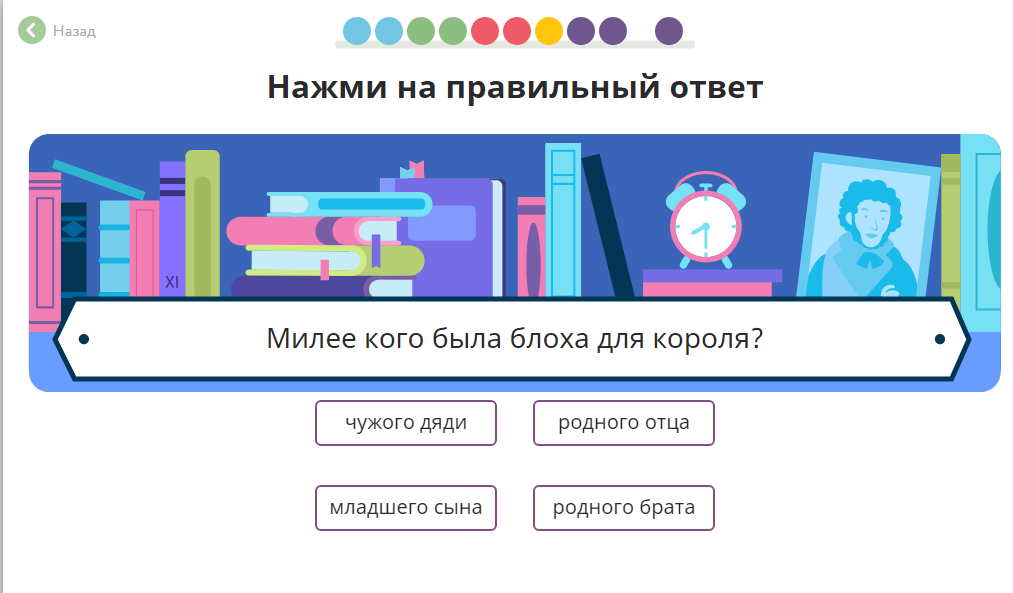 Назад
Нажми на правильный ответ
XI
Милее кого была блоха для короля?
чужого дяди
родного отца
младшего сына
родного брата